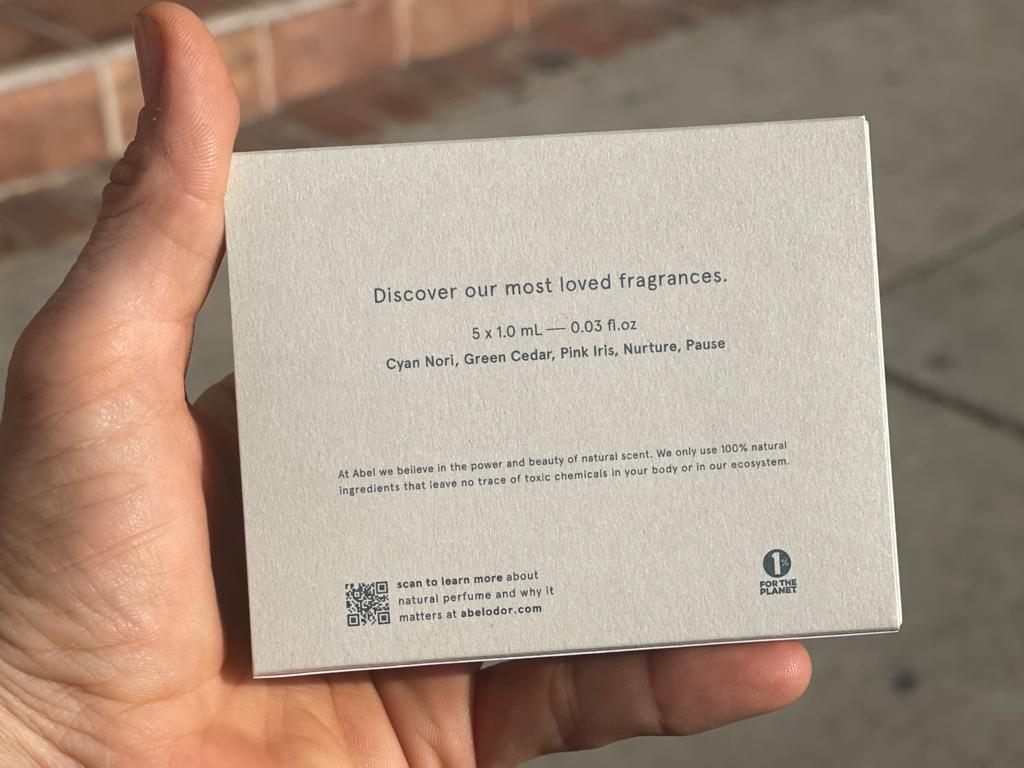 Discover our most loved fragrances.
5 x 1.0 mL — 0.03 fl.oz
Cyan Nori, Green Cedar, Pink Iris, Nurture, Pause
At Abel we believe in the power and beauty of natural scent. We only use 100% natural
ingredients that leave no trace of toxic chemicals in your body or in our ecosystem.
scan to learn more about
natural perfume and why it
matters at abelodor.com
1%
FOR THE
PLANET